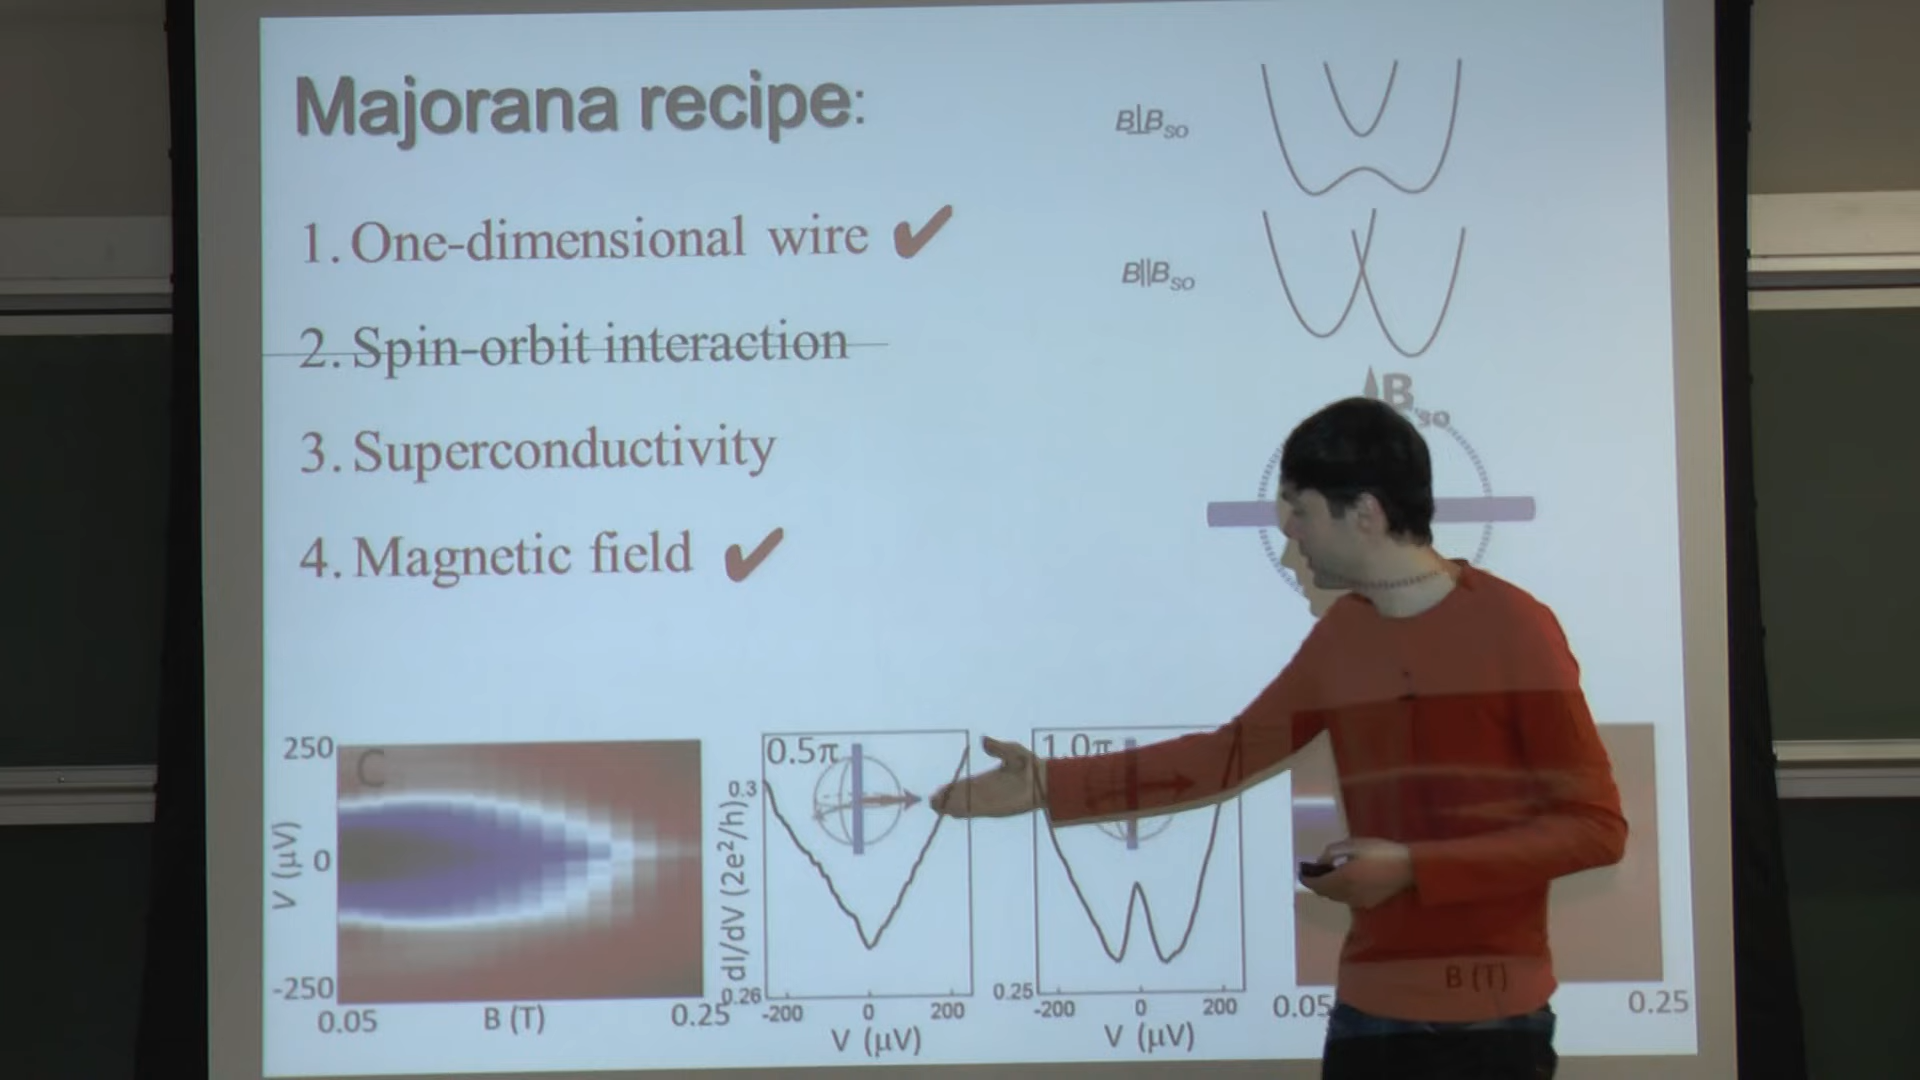 Majorana recipe:
1. One-dimensional wire ✔
2. Spin-orbit interaction
3. Superconductivity
4. Magnetic field ✔
B⊥B_so
B||B_so
B_so
250
0
-250
V (μV)
C
0.05
B (T)
0.25
dI/dV (2e²/h)
0.3
0.26
0.5π
-200
0
200
V (μV)
0.25
1.0π
-200
0
200
V (μV)
0.05
B (T)
0.25